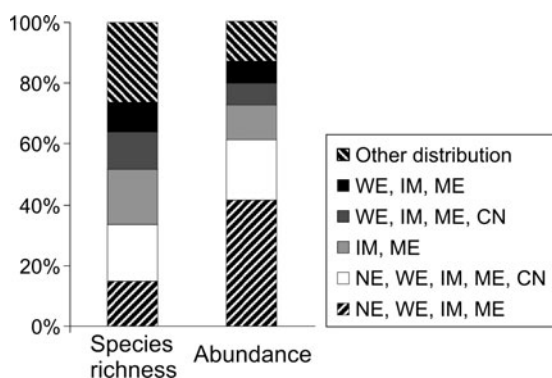 100%
80%
60%
40%
20%
0%
Species
richness
Abundance
Other distribution
WE, IM, ME
WE, IM, ME, CN
IM, ME
NE, WE, IM, ME, CN
NE, WE, IM, ME